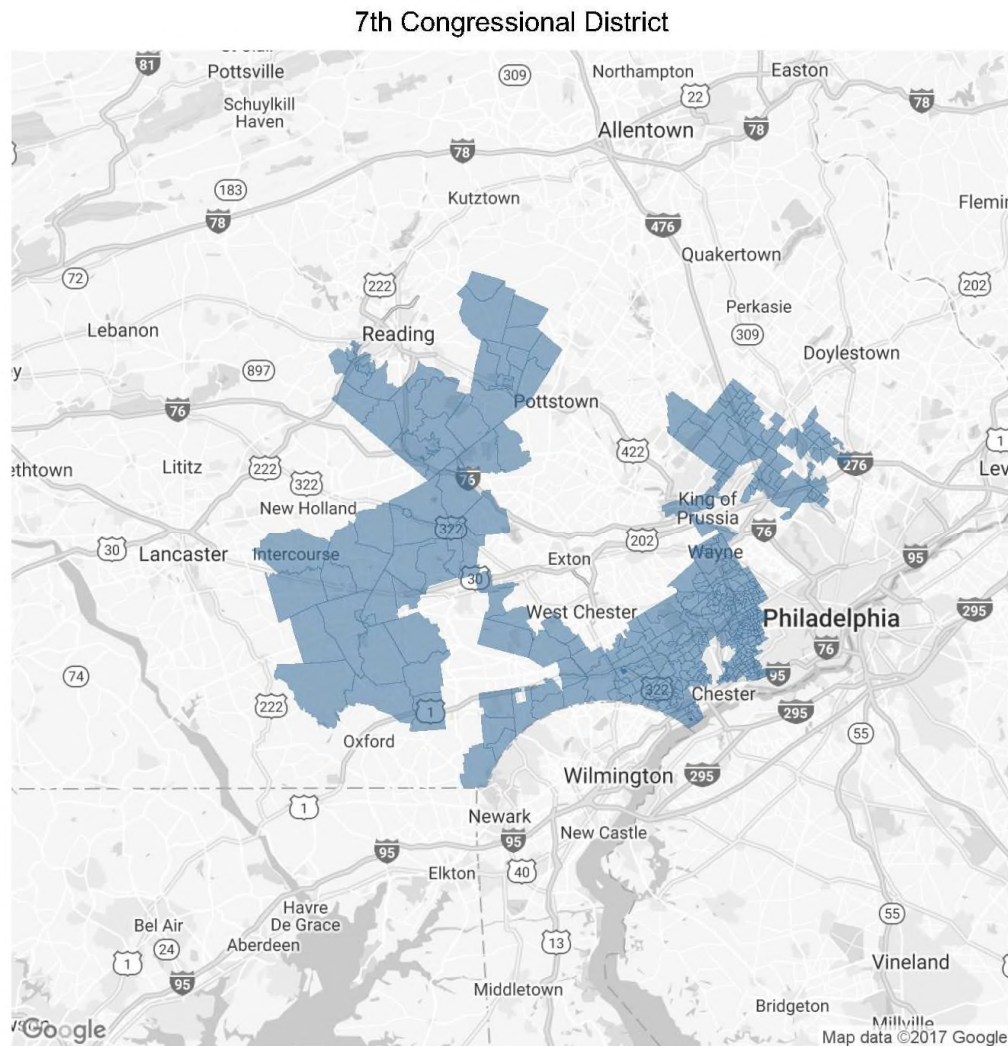 7th Congressional District
81
Pottsville
309
Northampton
Easton
22
78
Schuylkill
Haven
Allentown
78
78
183
Kutztown
78
476
Flemin
Quakertown
72
222
202
Perkasie
Lebanon
Reading
309
Doylestown
897
76
Pottstown
422
1
ethtown
Lititz
222
276
Lev
322
76
New Holland
King of
Prussia
322
76
30
Lancaster
Intercourse
202
Wayne
Exton
95
30
West Chester
Philadelphia
295
76
74
95
322
Chester
222
1
295
Oxford
55
Wilmington
295
1
Newark
New Castle
95
95
Elkton
40
Havre
De Grace
Bel Air
55
24
Aberdeen
13
1
Vineland
95
Middletown
Bridgeton
Google
Millville
Map data ©2017 Google